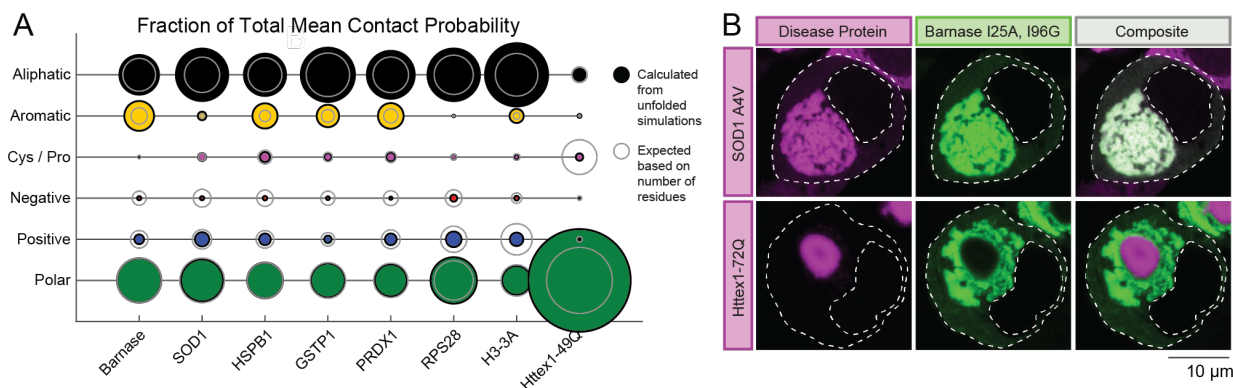 A
Fraction of Total Mean Contact Probability
B
Aliphatic
Aromatic
Cys / Pro
Negative
Positive
Polar
Calculated
from
unfolded
simulations
Expected
based on
number of
residues
Barnase
SOD1
HSPB1
GSTP1
PRDX1
RPS28
H3-3A
Httex1-49Q
B
Disease Protein
Barnase I25A, I96G
Composite
SOD1 A4V
Httex1-72Q
10 µm